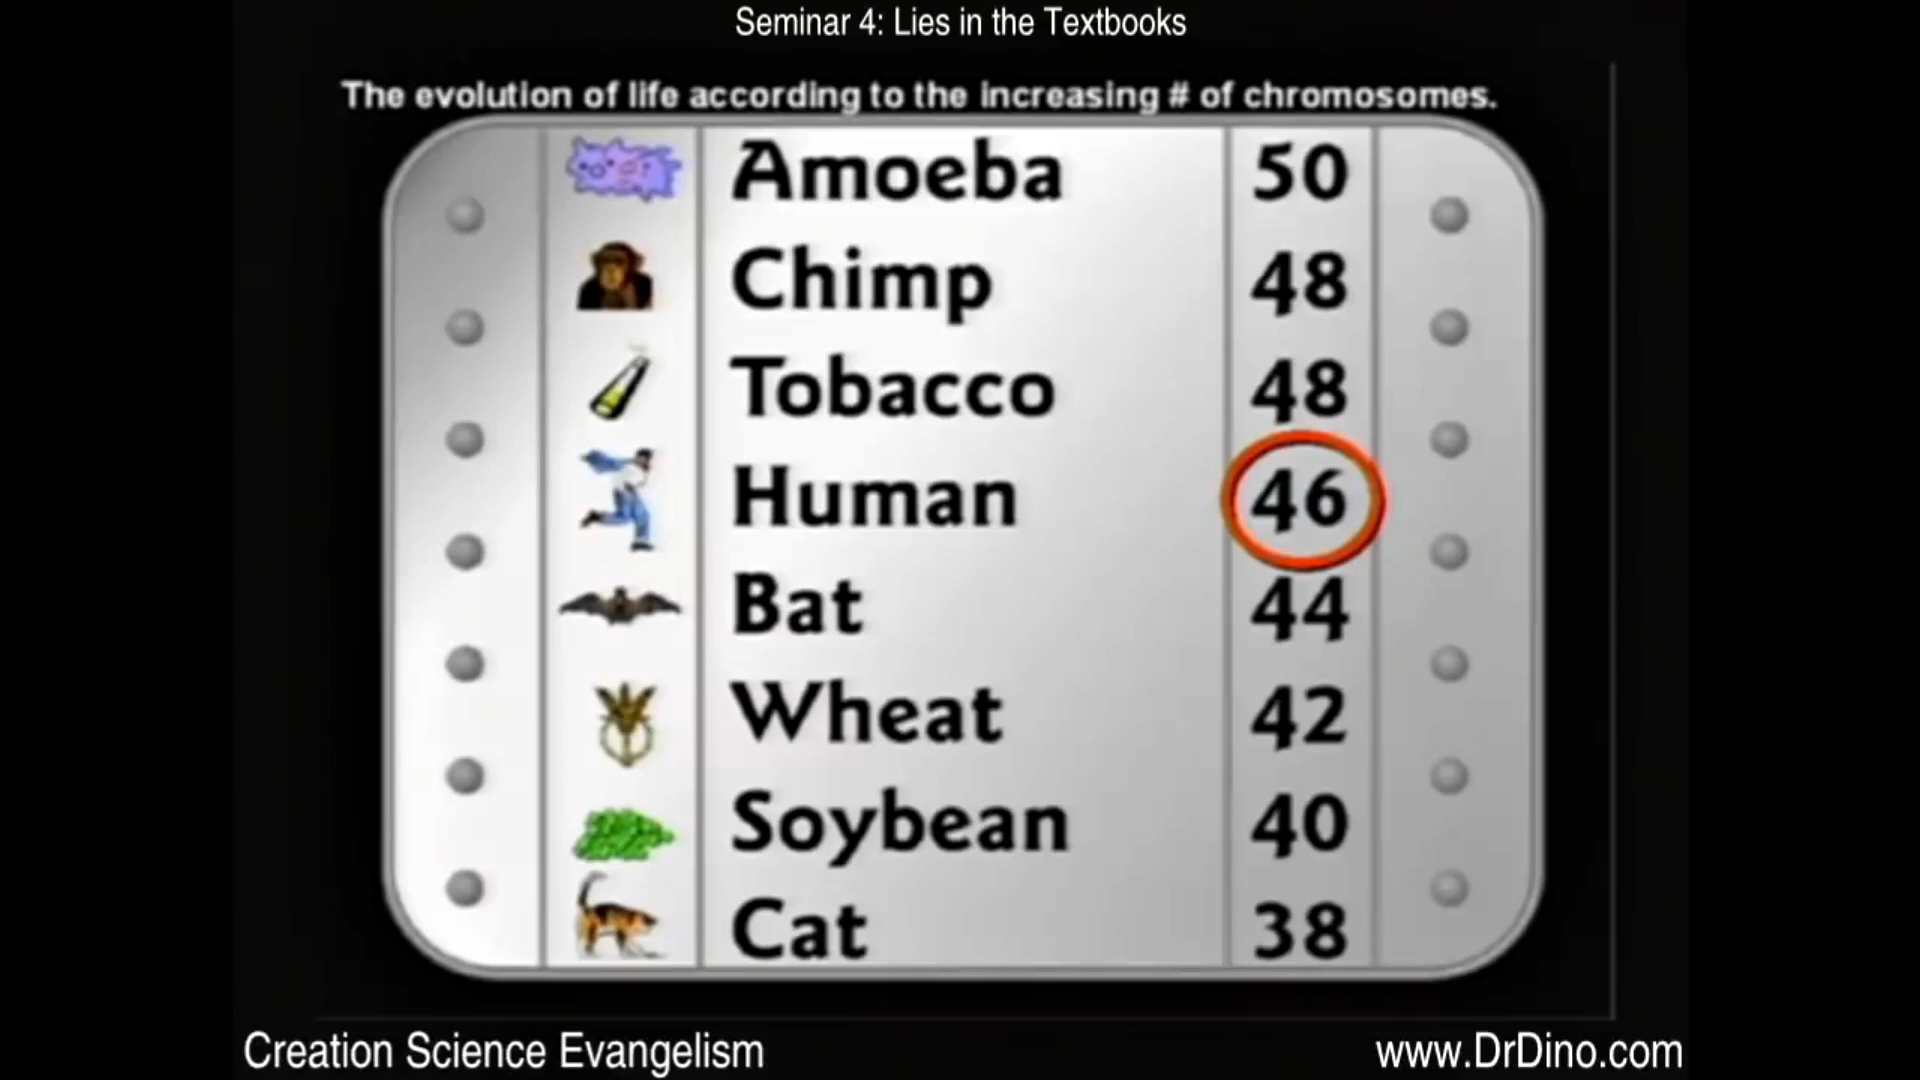 Seminar 4: Lies in the Textbooks
The evolution of life according to the increasing # of chromosomes.
Amoeba 50
Chimp 48
Tobacco 48
Human 46
Bat 44
Wheat 42
Soybean 40
Cat 38
Creation Science Evangelism www.DrDino.com